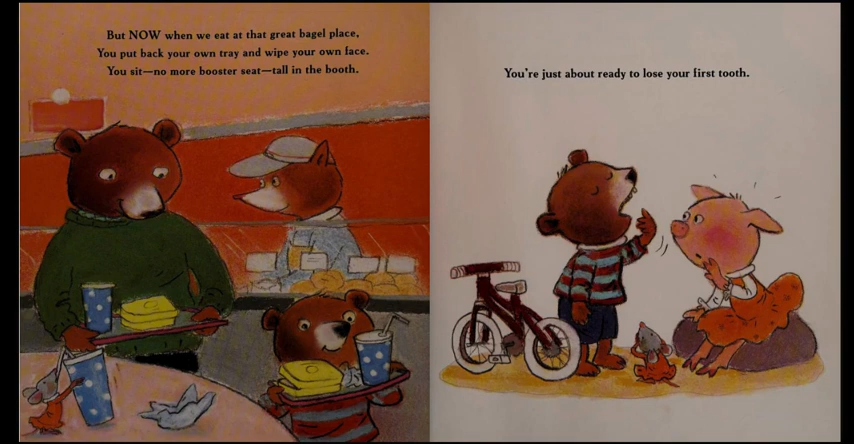 But NOW when we eat at that great bagel place,
You put back your own tray and wipe your own face.
You sit—no more booster seat—tall in the booth.
You're just about ready to lose your first tooth.